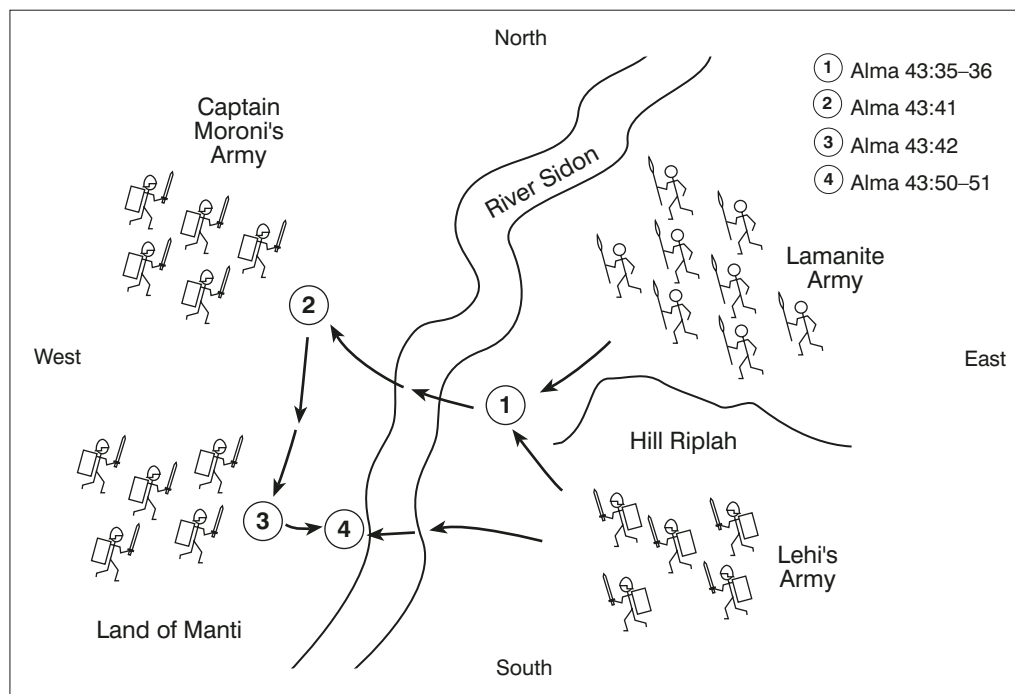 North
① Alma 43:35–36
② Alma 43:41
③ Alma 43:42
④ Alma 43:50–51
Captain
Moroni's
Army
River Sidon
Lamanite
Army
2
West
East
1
Hill Riplah
3
4
Lehi's
Army
Land of Manti
South